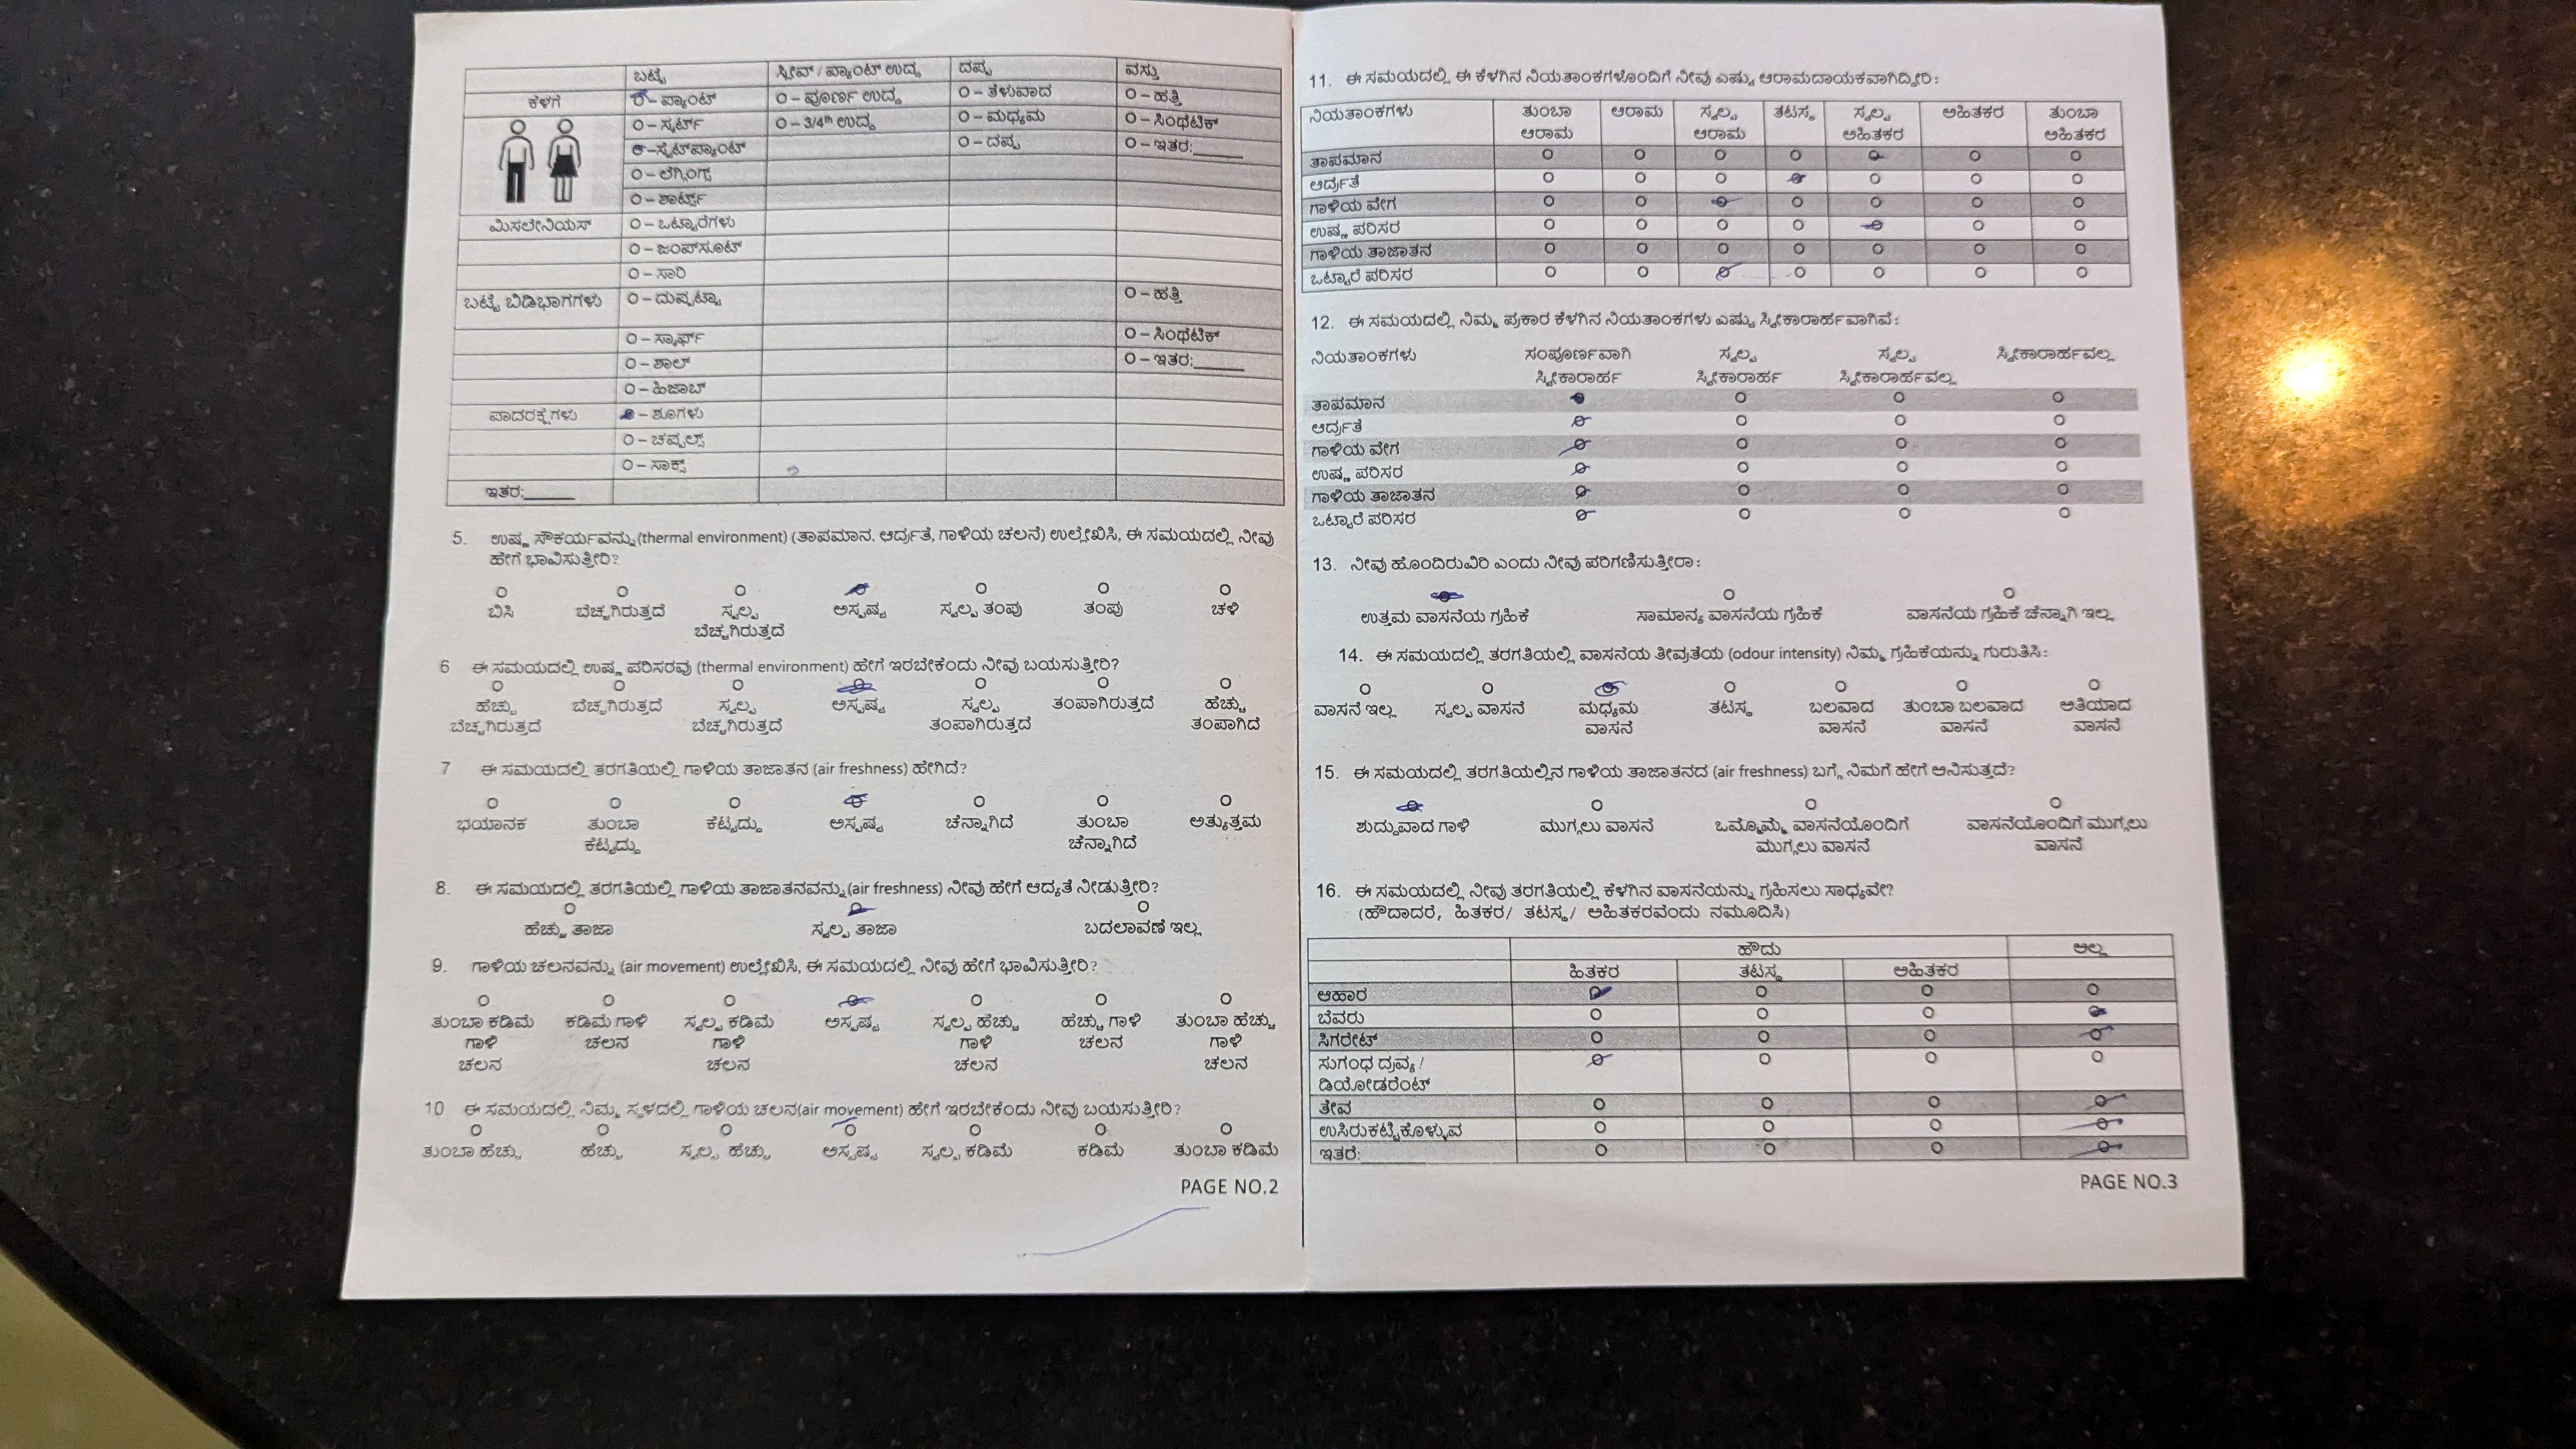 ಬಟ್ಟೆ ಸ್ಲೀವ್ / ಪ್ಯಾಂಟ್ ಉದ್ದ ದಪ್ಪ ವಸ್ತು
ಕೆಳಗೆ O – ಪ್ಯಾಂಟ್ O – ಪೂರ್ಣ ಉದ್ದ O – ತೆಳುವಾದ O – ಹತ್ತಿ
O – ಸ್ಕರ್ಟ್ O – 3/4th ಉದ್ದ O – ಮಧ್ಯಮ O – ಸಿಂಥೆಟಿಕ್
O –ಸ್ವೆಟ್‌ಪ್ಯಾಂಟ್ O – ದಪ್ಪ O – ಇತರ:_____
O – ಲೆಗ್ಗಿಂಗ್ಸ್
O – ಶಾರ್ಟ್ಸ್
ಮಿಸಲೇನಿಯಸ್ O – ಒಟ್ಟಾರೆಗಳು
O – ಜಂಪ್‌ಸೂಟ್
O – ಸಾರಿ
ಬಟ್ಟೆ ಬಿಡಿಭಾಗಗಳು O – ದುಪ್ಪಟ್ಟಾ O – ಹತ್ತಿ
O – ಸ್ಕಾರ್ಫ್ O – ಸಿಂಥೆಟಿಕ್
O – ಶಾಲ್ O – ಇತರ:_____
O – ಹಿಜಾಬ್
ಪಾದರಕ್ಷೆಗಳು O – ಶೂಗಳು
O – ಚಪ್ಪಲ್ಸ್
O – ಸಾಕ್ಸ್
ಇತರ:_____
5. ಉಷ್ಣ ಸೌಕರ್ಯವನ್ನು (thermal environment) (ತಾಪಮಾನ. ಆರ್ದ್ರತೆ, ಗಾಳಿಯ ಚಲನೆ) ಉಲ್ಲೇಖಿಸಿ, ಈ ಸಮಯದಲ್ಲಿ ನೀವು
ಹೇಗೆ ಭಾವಿಸುತ್ತೀರಿ?
ಬಿಸಿ ಬೆಚ್ಚಗಿರುತ್ತದೆ ಸ್ವಲ್ಪ ಅಸ್ಪಷ್ಟ ಸ್ವಲ್ಪ ತಂಪು ತಂಪು ಚಳಿ
ಬೆಚ್ಚಗಿರುತ್ತದೆ
6 ಈ ಸಮಯದಲ್ಲಿ ಉಷ್ಣ ಪರಿಸರವು (thermal environment) ಹೇಗೆ ಇರಬೇಕೆಂದು ನೀವು ಬಯಸುತ್ತೀರಿ?
ಹೆಚ್ಚು ಬೆಚ್ಚಗಿರುತ್ತದೆ ಸ್ವಲ್ಪ ಅಸ್ಪಷ್ಟ ಸ್ವಲ್ಪ ತಂಪಾಗಿರುತ್ತದೆ ಹೆಚ್ಚು
ಬೆಚ್ಚಗಿರುತ್ತದೆ ಬೆಚ್ಚಗಿರುತ್ತದೆ ತಂಪಾಗಿರುತ್ತದೆ ತಂಪಾಗಿದೆ
7 ಈ ಸಮಯದಲ್ಲಿ ತರಗತಿಯಲ್ಲಿ ಗಾಳಿಯ ತಾಜಾತನ (air freshness) ಹೇಗಿದೆ?
ಭಯಾನಕ ತುಂಬಾ ಕೆಟ್ಟದ್ದು ಅಸ್ಪಷ್ಟ ಚೆನ್ನಾಗಿದೆ ತುಂಬಾ ಅತ್ಯುತ್ತಮ
ಕೆಟ್ಟದ್ದು ಚೆನ್ನಾಗಿದೆ
8. ಈ ಸಮಯದಲ್ಲಿ ತರಗತಿಯಲ್ಲಿ ಗಾಳಿಯ ತಾಜಾತನವನ್ನು (air freshness) ನೀವು ಹೇಗೆ ಆದ್ಯತೆ ನೀಡುತ್ತೀರಿ?
ಹೆಚ್ಚು ತಾಜಾ ಸ್ವಲ್ಪ ತಾಜಾ ಬದಲಾವಣೆ ಇಲ್ಲ
9. ಗಾಳಿಯ ಚಲನವನ್ನು (air movement) ಉಲ್ಲೇಖಿಸಿ, ಈ ಸಮಯದಲ್ಲಿ ನೀವು ಹೇಗೆ ಭಾವಿಸುತ್ತೀರಿ?
ತುಂಬಾ ಕಡಿಮೆ ಕಡಿಮೆ ಗಾಳಿ ಸ್ವಲ್ಪ ಕಡಿಮೆ ಅಸ್ಪಷ್ಟ ಸ್ವಲ್ಪ ಹೆಚ್ಚು ಹೆಚ್ಚು ಗಾಳಿ ತುಂಬಾ ಹೆಚ್ಚು
ಗಾಳಿ ಚಲನ ಗಾಳಿ ಗಾಳಿ ಚಲನ ಗಾಳಿ
ಚಲನ ಚಲನ ಚಲನ ಚಲನ
10 ಈ ಸಮಯದಲ್ಲಿ ನಿಮ್ಮ ಸ್ಥಳದಲ್ಲಿ ಗಾಳಿಯ ಚಲನ(air movement) ಹೇಗೆ ಇರಬೇಕೆಂದು ನೀವು ಬಯಸುತ್ತೀರಿ?
ತುಂಬಾ ಹೆಚ್ಚು ಹೆಚ್ಚು ಸ್ವಲ್ಪ ಹೆಚ್ಚು ಅಸ್ಪಷ್ಟ ಸ್ವಲ್ಪ ಕಡಿಮೆ ಕಡಿಮೆ ತುಂಬಾ ಕಡಿಮೆ
PAGE NO.2
11. ಈ ಸಮಯದಲ್ಲಿ ಈ ಕೆಳಗಿನ ನಿಯತಾಂಕಗಳೊಂದಿಗೆ ನೀವು ಎಷ್ಟು ಆರಾಮದಾಯಕವಾಗಿದ್ದೀರಿ:
ನಿಯತಾಂಕಗಳು ತುಂಬಾ ಆರಾಮ ಸ್ವಲ್ಪ ತಟಸ್ಥ ಸ್ವಲ್ಪ ಅಹಿತಕರ ತುಂಬಾ
ಆರಾಮ ಆರಾಮ ಅಹಿತಕರ ಅಹಿತಕರ
ತಾಪಮಾನ
ಆರ್ದ್ರತೆ
ಗಾಳಿಯ ವೇಗ
ಉಷ್ಣ ಪರಿಸರ
ಗಾಳಿಯ ತಾಜಾತನ
ಒಟ್ಟಾರೆ ಪರಿಸರ
12. ಈ ಸಮಯದಲ್ಲಿ ನಿಮ್ಮ ಪ್ರಕಾರ ಕೆಳಗಿನ ನಿಯತಾಂಕಗಳು ಎಷ್ಟು ಸ್ವೀಕಾರಾರ್ಹವಾಗಿವೆ:
ನಿಯತಾಂಕಗಳು ಸಂಪೂರ್ಣವಾಗಿ ಸ್ವಲ್ಪ ಸ್ವಲ್ಪ ಸ್ವೀಕಾರಾರ್ಹವಲ್ಲ
ಸ್ವೀಕಾರಾರ್ಹ ಸ್ವೀಕಾರಾರ್ಹ ಸ್ವೀಕಾರಾರ್ಹವಲ್ಲ
ತಾಪಮಾನ
ಆರ್ದ್ರತೆ
ಗಾಳಿಯ ವೇಗ
ಉಷ್ಣ ಪರಿಸರ
ಗಾಳಿಯ ತಾಜಾತನ
ಒಟ್ಟಾರೆ ಪರಿಸರ
13. ನೀವು ಹೊಂದಿರುವಿರಿ ಎಂದು ನೀವು ಪರಿಗಣಿಸುತ್ತೀರಾ:
ಉತ್ತಮ ವಾಸನೆಯ ಗ್ರಹಿಕೆ ಸಾಮಾನ್ಯ ವಾಸನೆಯ ಗ್ರಹಿಕೆ ವಾಸನೆಯ ಗ್ರಹಿಕೆ ಚೆನ್ನಾಗಿ ಇಲ್ಲ
14. ಈ ಸಮಯದಲ್ಲಿ ತರಗತಿಯಲ್ಲಿ ವಾಸನೆಯ ತೀವ್ರತೆಯ (odour intensity) ನಿಮ್ಮ ಗ್ರಹಿಕೆಯನ್ನು ಗುರುತಿಸಿ:
ವಾಸನೆ ಇಲ್ಲ ಸ್ವಲ್ಪ ವಾಸನೆ ಮಧ್ಯಮ ತಟಸ್ಥ ಬಲವಾದ ತುಂಬಾ ಬಲವಾದ ಅತಿಯಾದ
ವಾಸನೆ ವಾಸನೆ ವಾಸನೆ ವಾಸನೆ
15. ಈ ಸಮಯದಲ್ಲಿ ತರಗತಿಯಲ್ಲಿನ ಗಾಳಿಯ ತಾಜಾತನದ (air freshness) ಬಗ್ಗೆ ನಿಮಗೆ ಹೇಗೆ ಅನಿಸುತ್ತದೆ?
ಶುದ್ಧುವಾದ ಗಾಳಿ ಮುಗ್ಗಲು ವಾಸನೆ ಒಮ್ಮೊಮ್ಮೆ ವಾಸನೆಯೊಂದಿಗೆ ವಾಸನೆಯೊಂದಿಗೆ ಮುಗ್ಗಲು
ಮುಗ್ಗಲು ವಾಸನೆ ವಾಸನೆ
16. ಈ ಸಮಯದಲ್ಲಿ ನೀವು ತರಗತಿಯಲ್ಲಿ ಕೆಳಗಿನ ವಾಸನೆಯನ್ನು ಗ್ರಹಿಸಲು ಸಾಧ್ಯವೇ?
(ಹೌದಾದರೆ, ಹಿತಕರ/ ತಟಸ್ಥ/ ಅಹಿತಕರವೆಂದು ನಮೂದಿಸಿ)
ಹೌದು ಅಲ್ಲ
ಹಿತಕರ ತಟಸ್ಥ ಅಹಿತಕರ
ಆಹಾರ
ಬೆವರು
ಸಿಗರೇಟ್
ಸುಗಂಧ ದ್ರವ್ಯ /
ಡಿಯೋಡರೆಂಟ್
ತೇವ
ಉಸಿರುಕಟ್ಟಿಕೊಳ್ಳುವ
ಇತರೆ:
PAGE NO.3